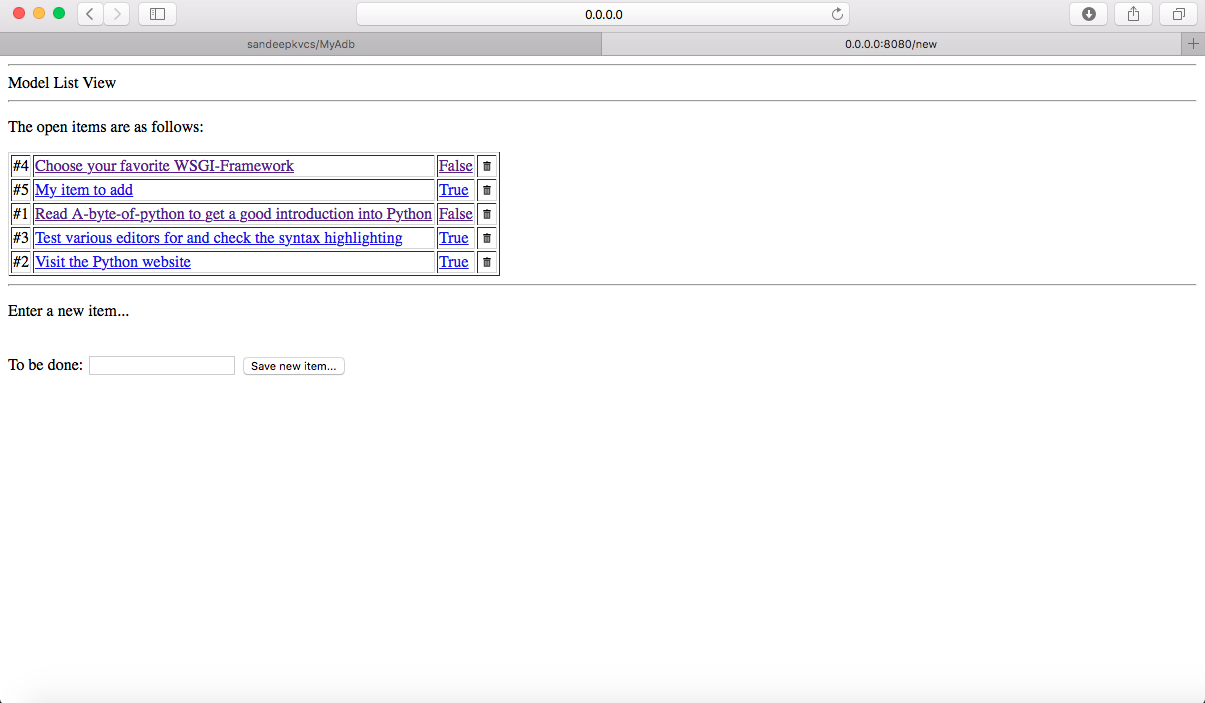 0.0.0.0
sandeepkvcs/MyAdb
0.0.0.0:8080/new
Model List View
The open items are as follows:
#4 Choose your favorite WSGI-Framework False
#5 My item to add True
#1 Read A-byte-of-python to get a good introduction into Python False
#3 Test various editors for and check the syntax highlighting True
#2 Visit the Python website True
Enter a new item...
To be done: Save new item...